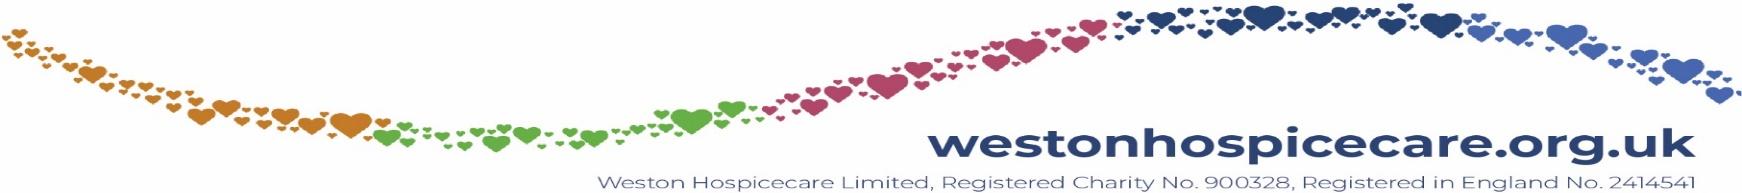 westonhospicecare.org.uk
Weston Hospicecare Limited, Registered Charity No. 900328, Registered in England No. 2414541